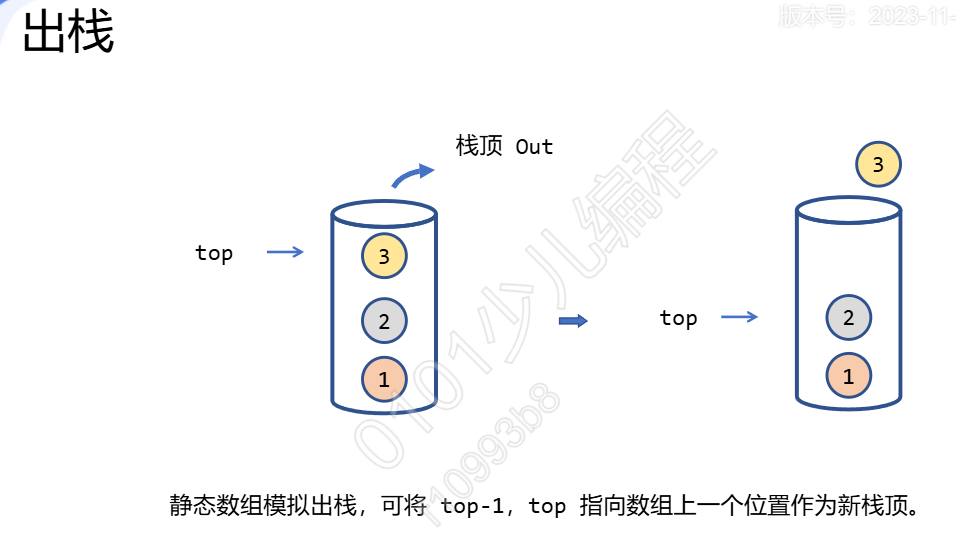 版本号：2023-11-
出栈
栈顶 Out
3
top
3
2
1
top
2
1
0101少儿编程
f10993b8
静态数组模拟出栈，可将 top-1，top 指向数组上一个位置作为新栈顶。